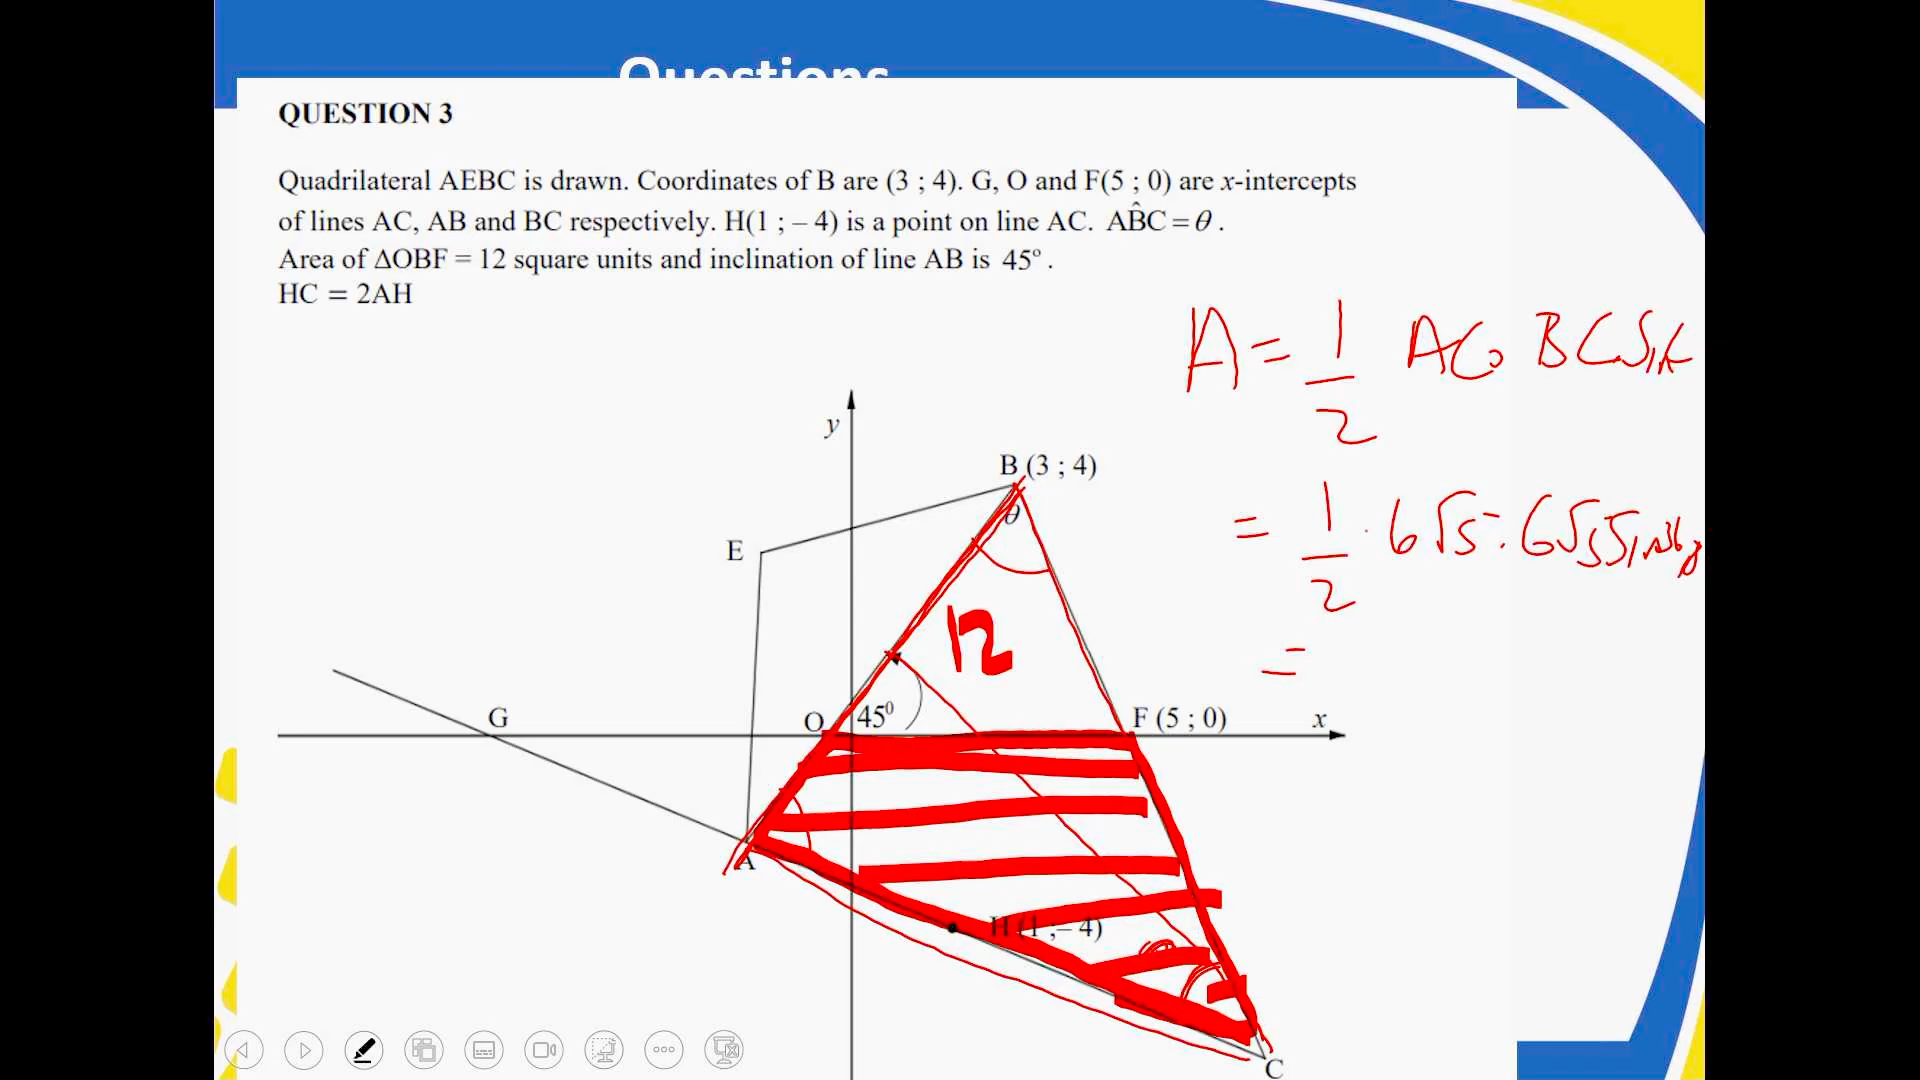 Questions
QUESTION 3
Quadrilateral AEBC is drawn. Coordinates of B are (3 ; 4). G, O and F(5 ; 0) are x-intercepts
of lines AC, AB and BC respectively. H(1 ; – 4) is a point on line AC. AB̂C = θ .
Area of ΔOBF = 12 square units and inclination of line AB is 45° .
HC = 2AH
A = 1/2 AC. BC Sin C
y
B (3 ; 4)
θ
= 1/2 . 6√5 . 6√5 Sin 36,8
E
12
=
G
O
45⁰
F (5 ; 0)
x
A
H (1 ; – 4)
C